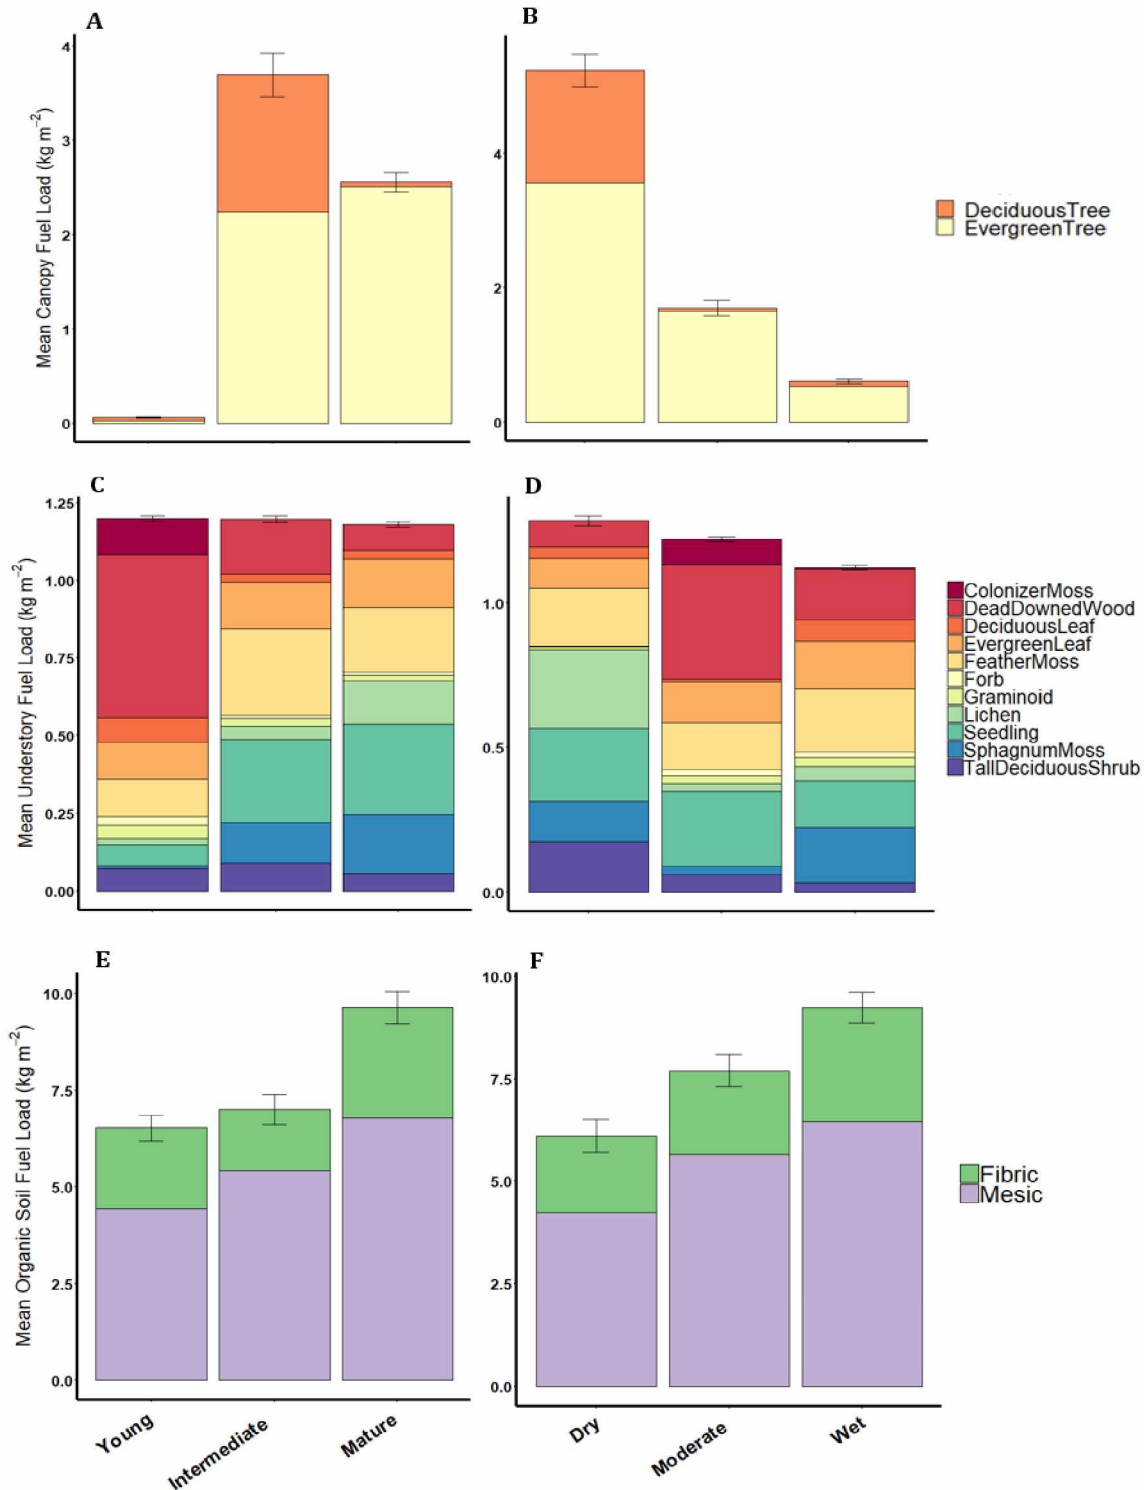 A
B
Mean Canopy Fuel Load (kg m⁻²)
4
3
2
1
0
4
2
0
DeciduousTree
EvergreenTree
C
D
Mean Understory Fuel Load (kg m⁻²)
1.25
1.00
0.75
0.50
0.25
0.00
1.0
0.5
0.0
ColonizerMoss
DeadDownedWood
DeciduousLeaf
EvergreenLeaf
FeatherMoss
Forb
Graminoid
Lichen
Seedling
SphagnumMoss
TallDeciduousShrub
E
F
Mean Organic Soil Fuel Load (kg m⁻²)
10.0
7.5
5.0
2.5
0.0
10.0
7.5
5.0
2.5
0.0
Fibric
Mesic
Young
Intermediate
Mature
Dry
Moderate
Wet